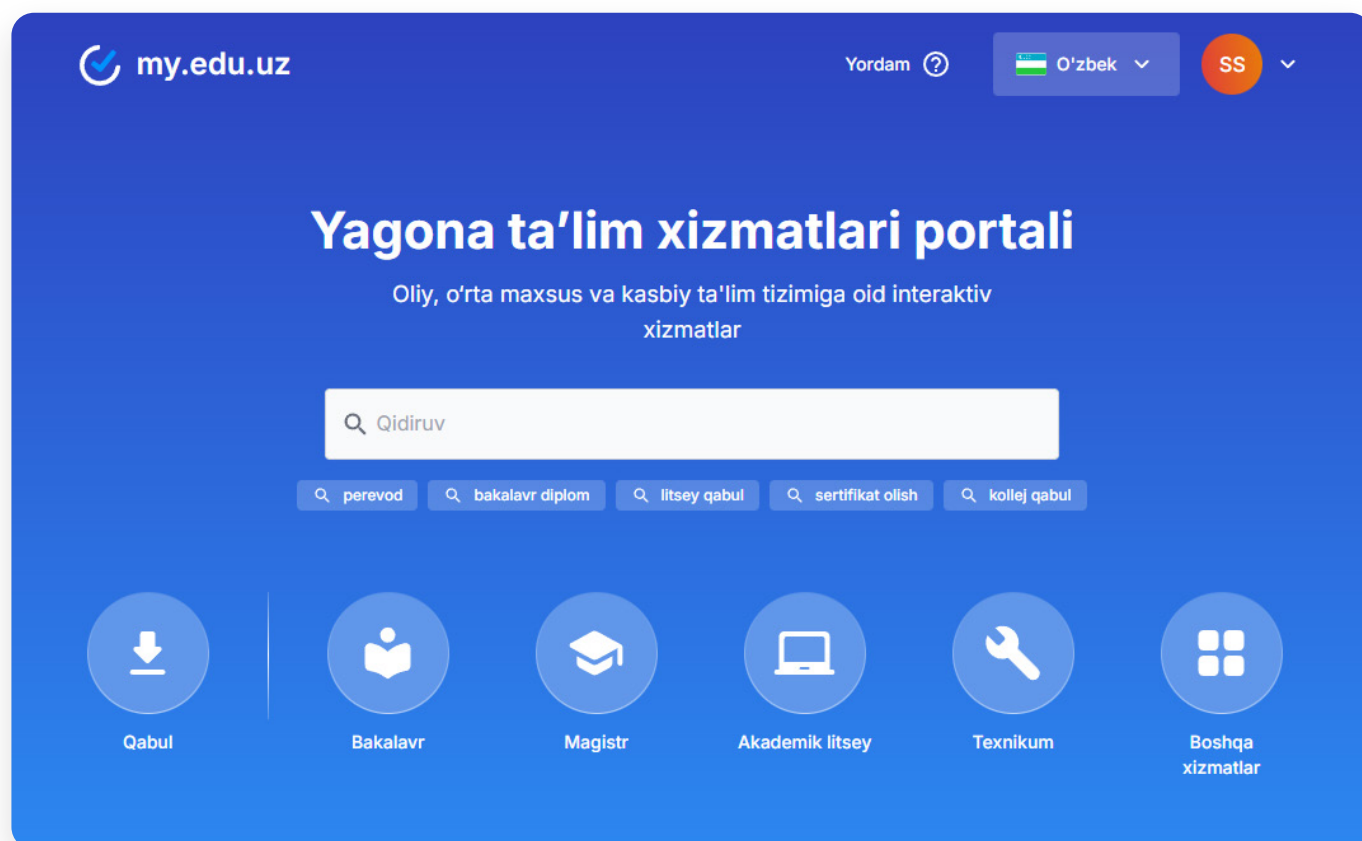 my.edu.uz
Yordam
O'zbek
SS
Yagona ta’lim xizmatlari portali
Oliy, o‘rta maxsus va kasbiy ta'lim tizimiga oid interaktiv
xizmatlar
Qidiruv
perevod
bakalavr diplom
litsey qabul
sertifikat olish
kollej qabul
Qabul
Bakalavr
Magistr
Akademik litsey
Texnikum
Boshqa
xizmatlar